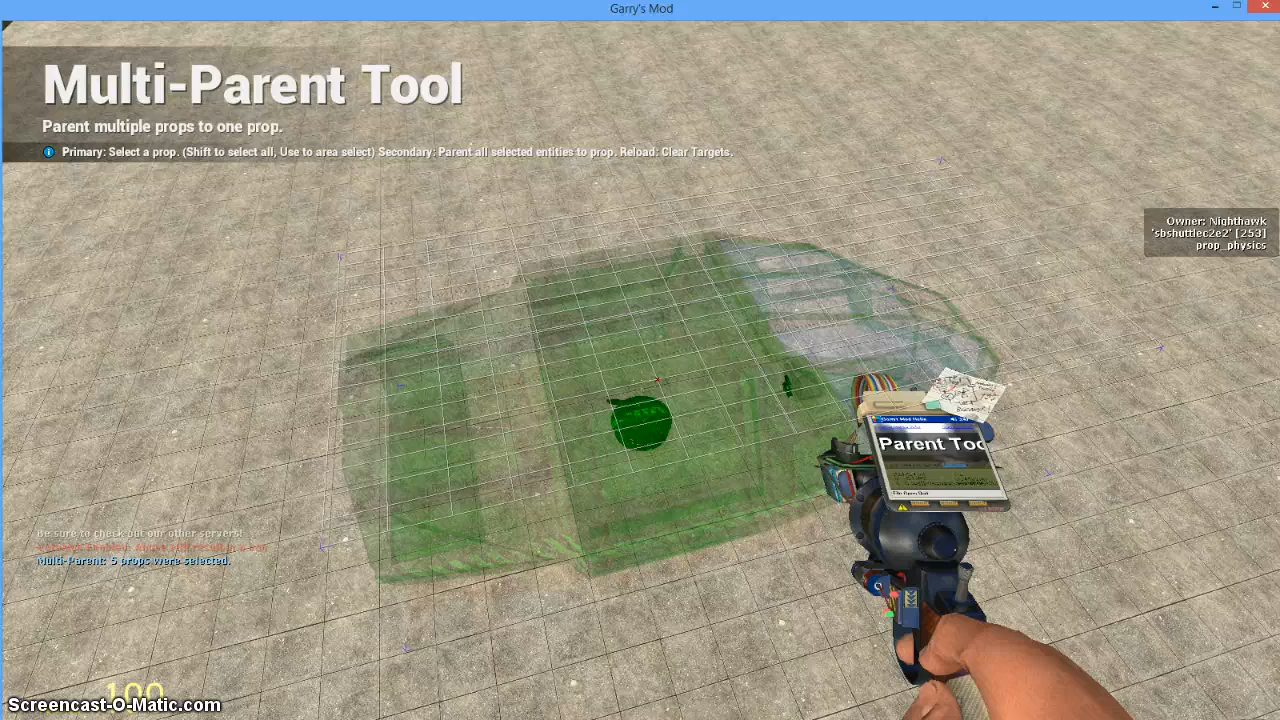 Garry's Mod
Multi-Parent Tool
Parent multiple props to one prop.
Primary: Select a prop. (Shift to select all, Use to area select) Secondary: Parent all selected entities to prop. Reload: Clear Targets.
Owner: Nighthawk
'sbshuttlec2e2' [253]
prop_physics
Parent Too
Be sure to check out our other servers!
Multi-Parent: 5 props were selected.
100
Screencast-O-Matic.com